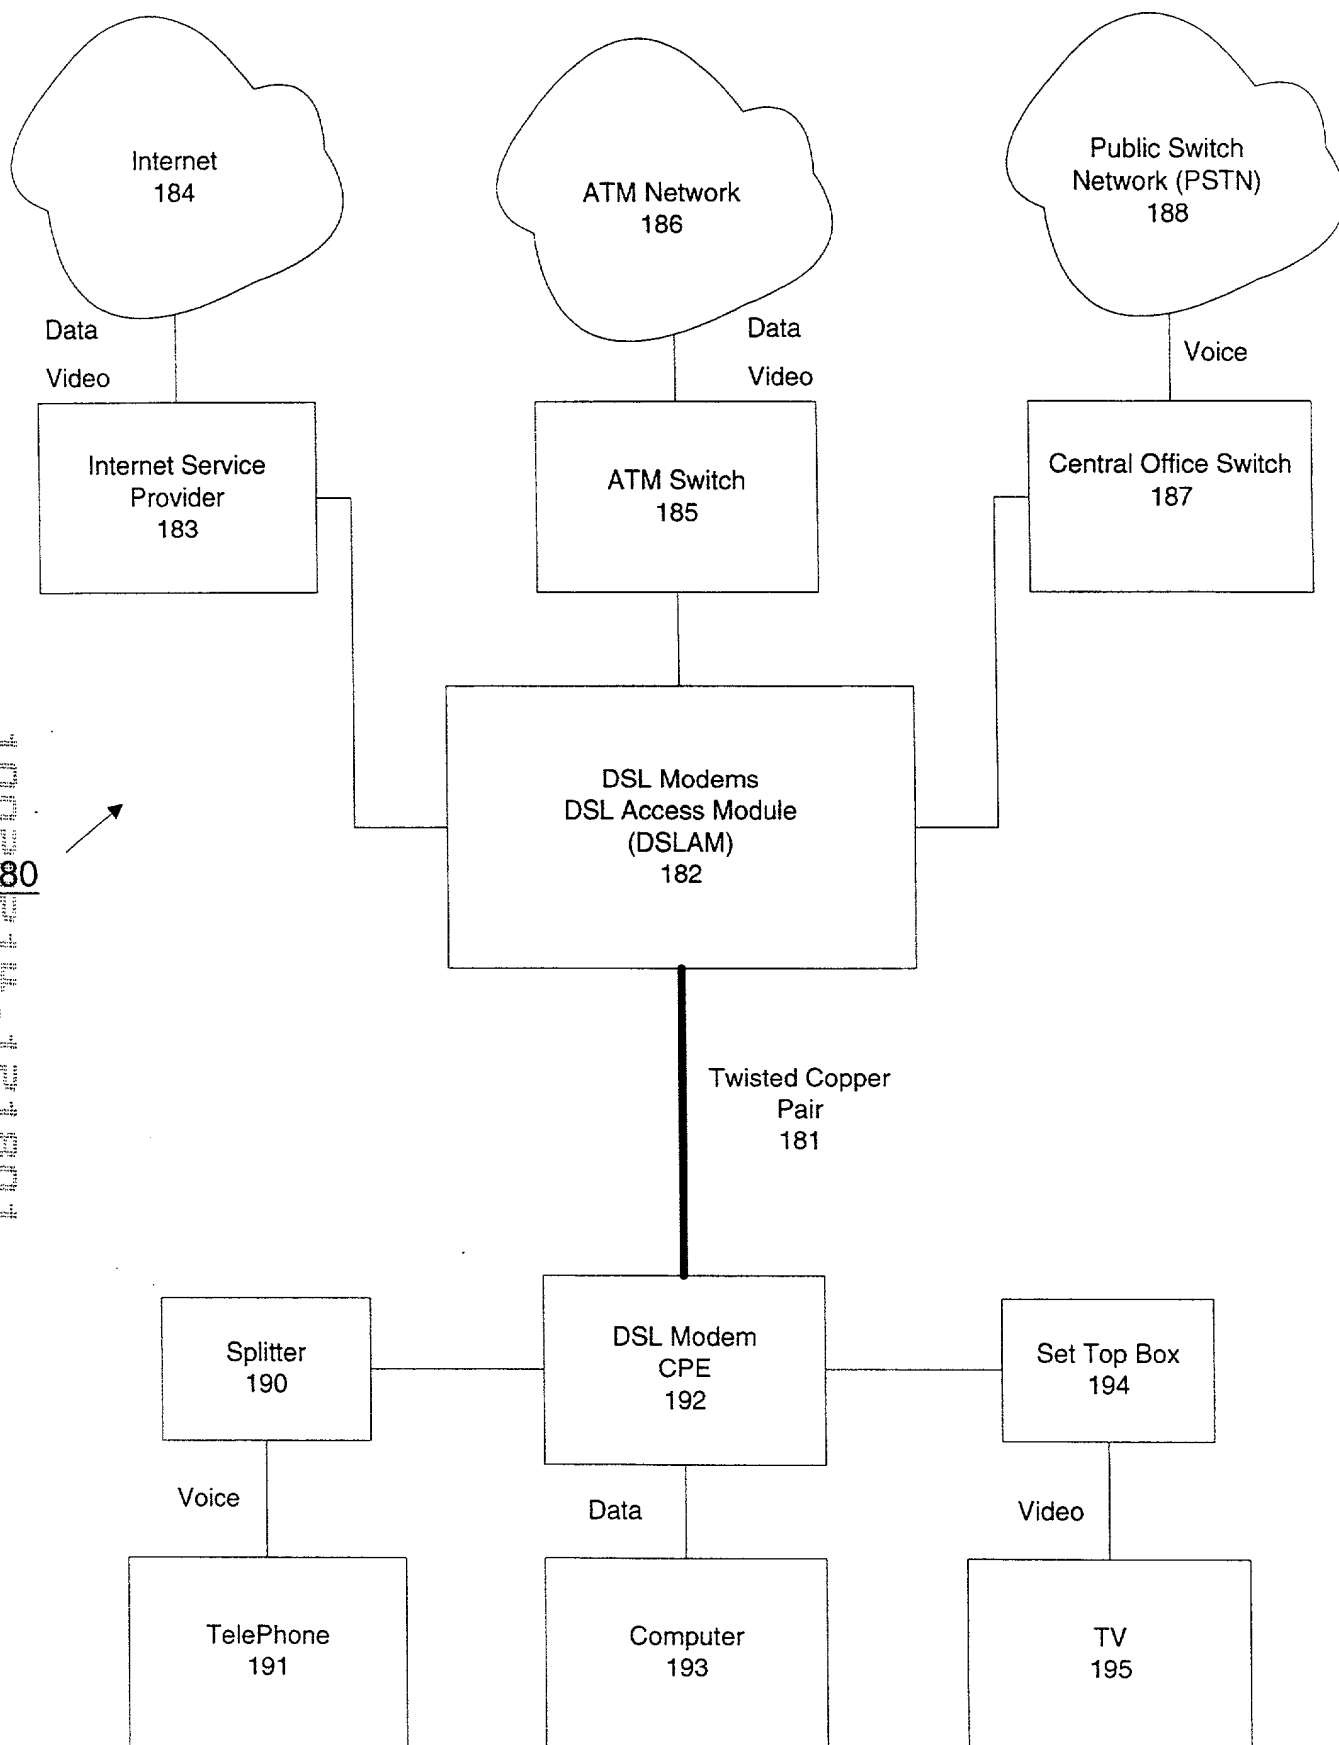 Internet
184
ATM Network
186
Public Switch
Network (PSTN)
188
Data
Video
Data
Video
Voice
Internet Service
Provider
183
ATM Switch
185
Central Office Switch
187
DSL Modems
DSL Access Module
(DSLAM)
182
80
Twisted Copper
Pair
181
Splitter
190
DSL Modem
CPE
192
Set Top Box
194
Voice
Data
Video
TelePhone
191
Computer
193
TV
195